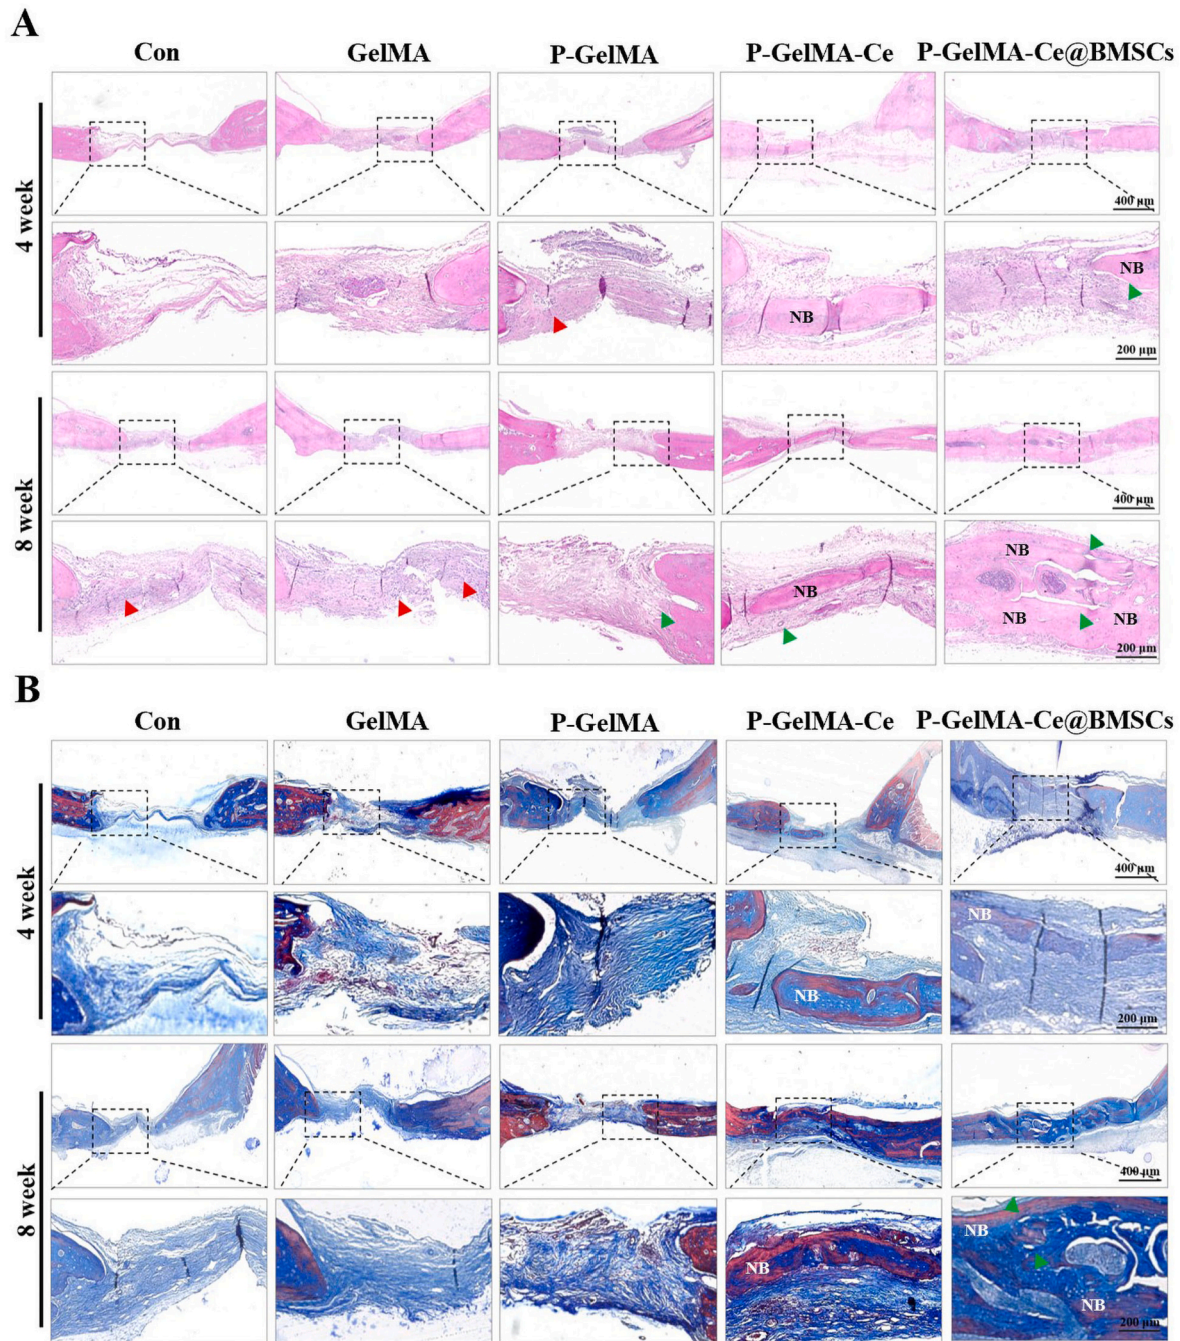 A
Con GelMA P-GelMA P-GelMA-Ce P-GelMA-Ce@BMSCs
4 week
400 μm
NB
NB
200 μm
8 week
400 μm
NB
NB
NB NB
200 μm
B
Con GelMA P-GelMA P-GelMA-Ce P-GelMA-Ce@BMSCs
4 week
400 μm
NB
NB
200 μm
8 week
400 μm
NB
NB
NB
200 μm